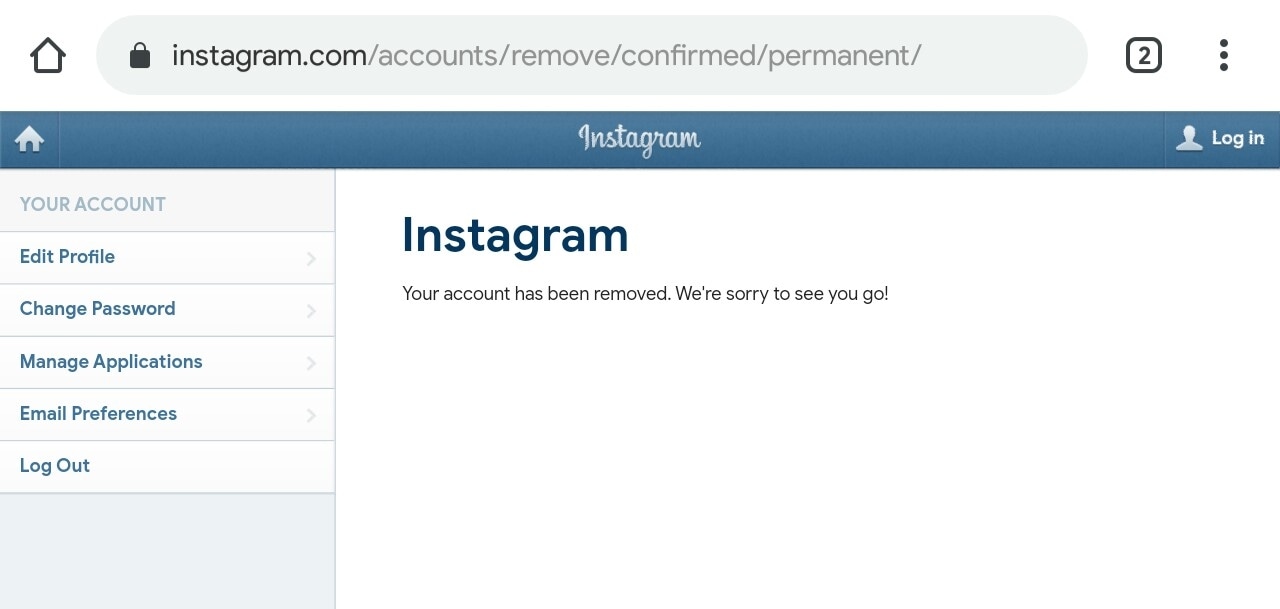 instagram.com/accounts/remove/confirmed/permanent/
2
Instagram
Log in
YOUR ACCOUNT
Edit Profile
Change Password
Manage Applications
Email Preferences
Log Out
Instagram
Your account has been removed. We're sorry to see you go!